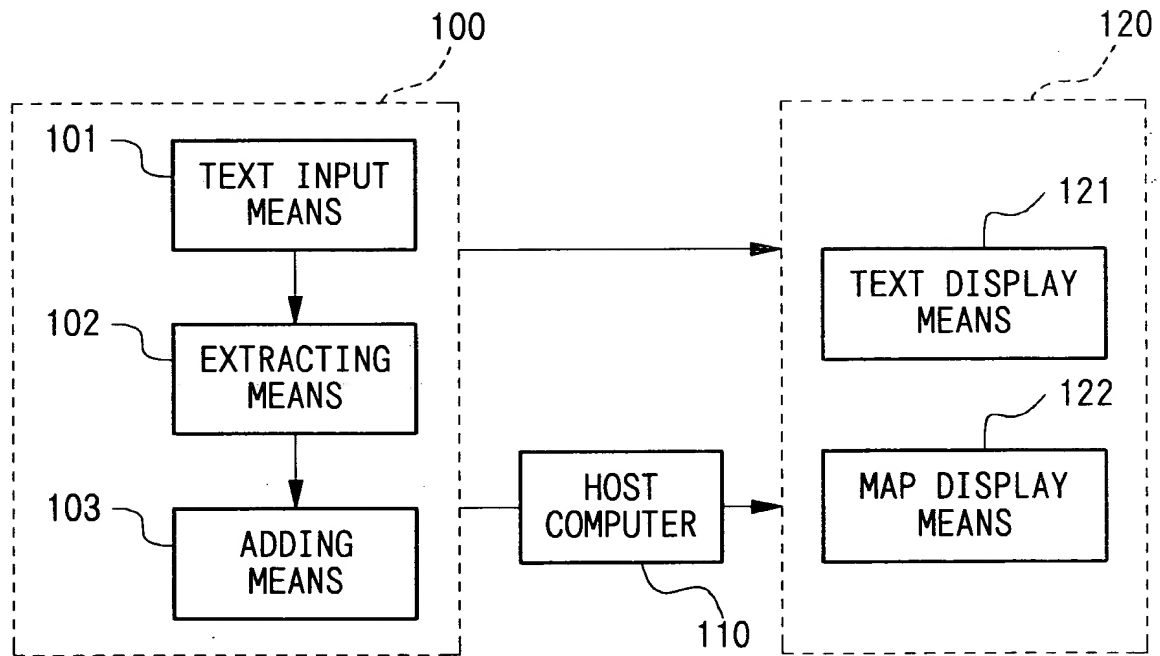 100
120
101
TEXT INPUT
MEANS
121
TEXT DISPLAY
MEANS
102
EXTRACTING
MEANS
122
MAP DISPLAY
MEANS
103
ADDING
MEANS
HOST
COMPUTER
110